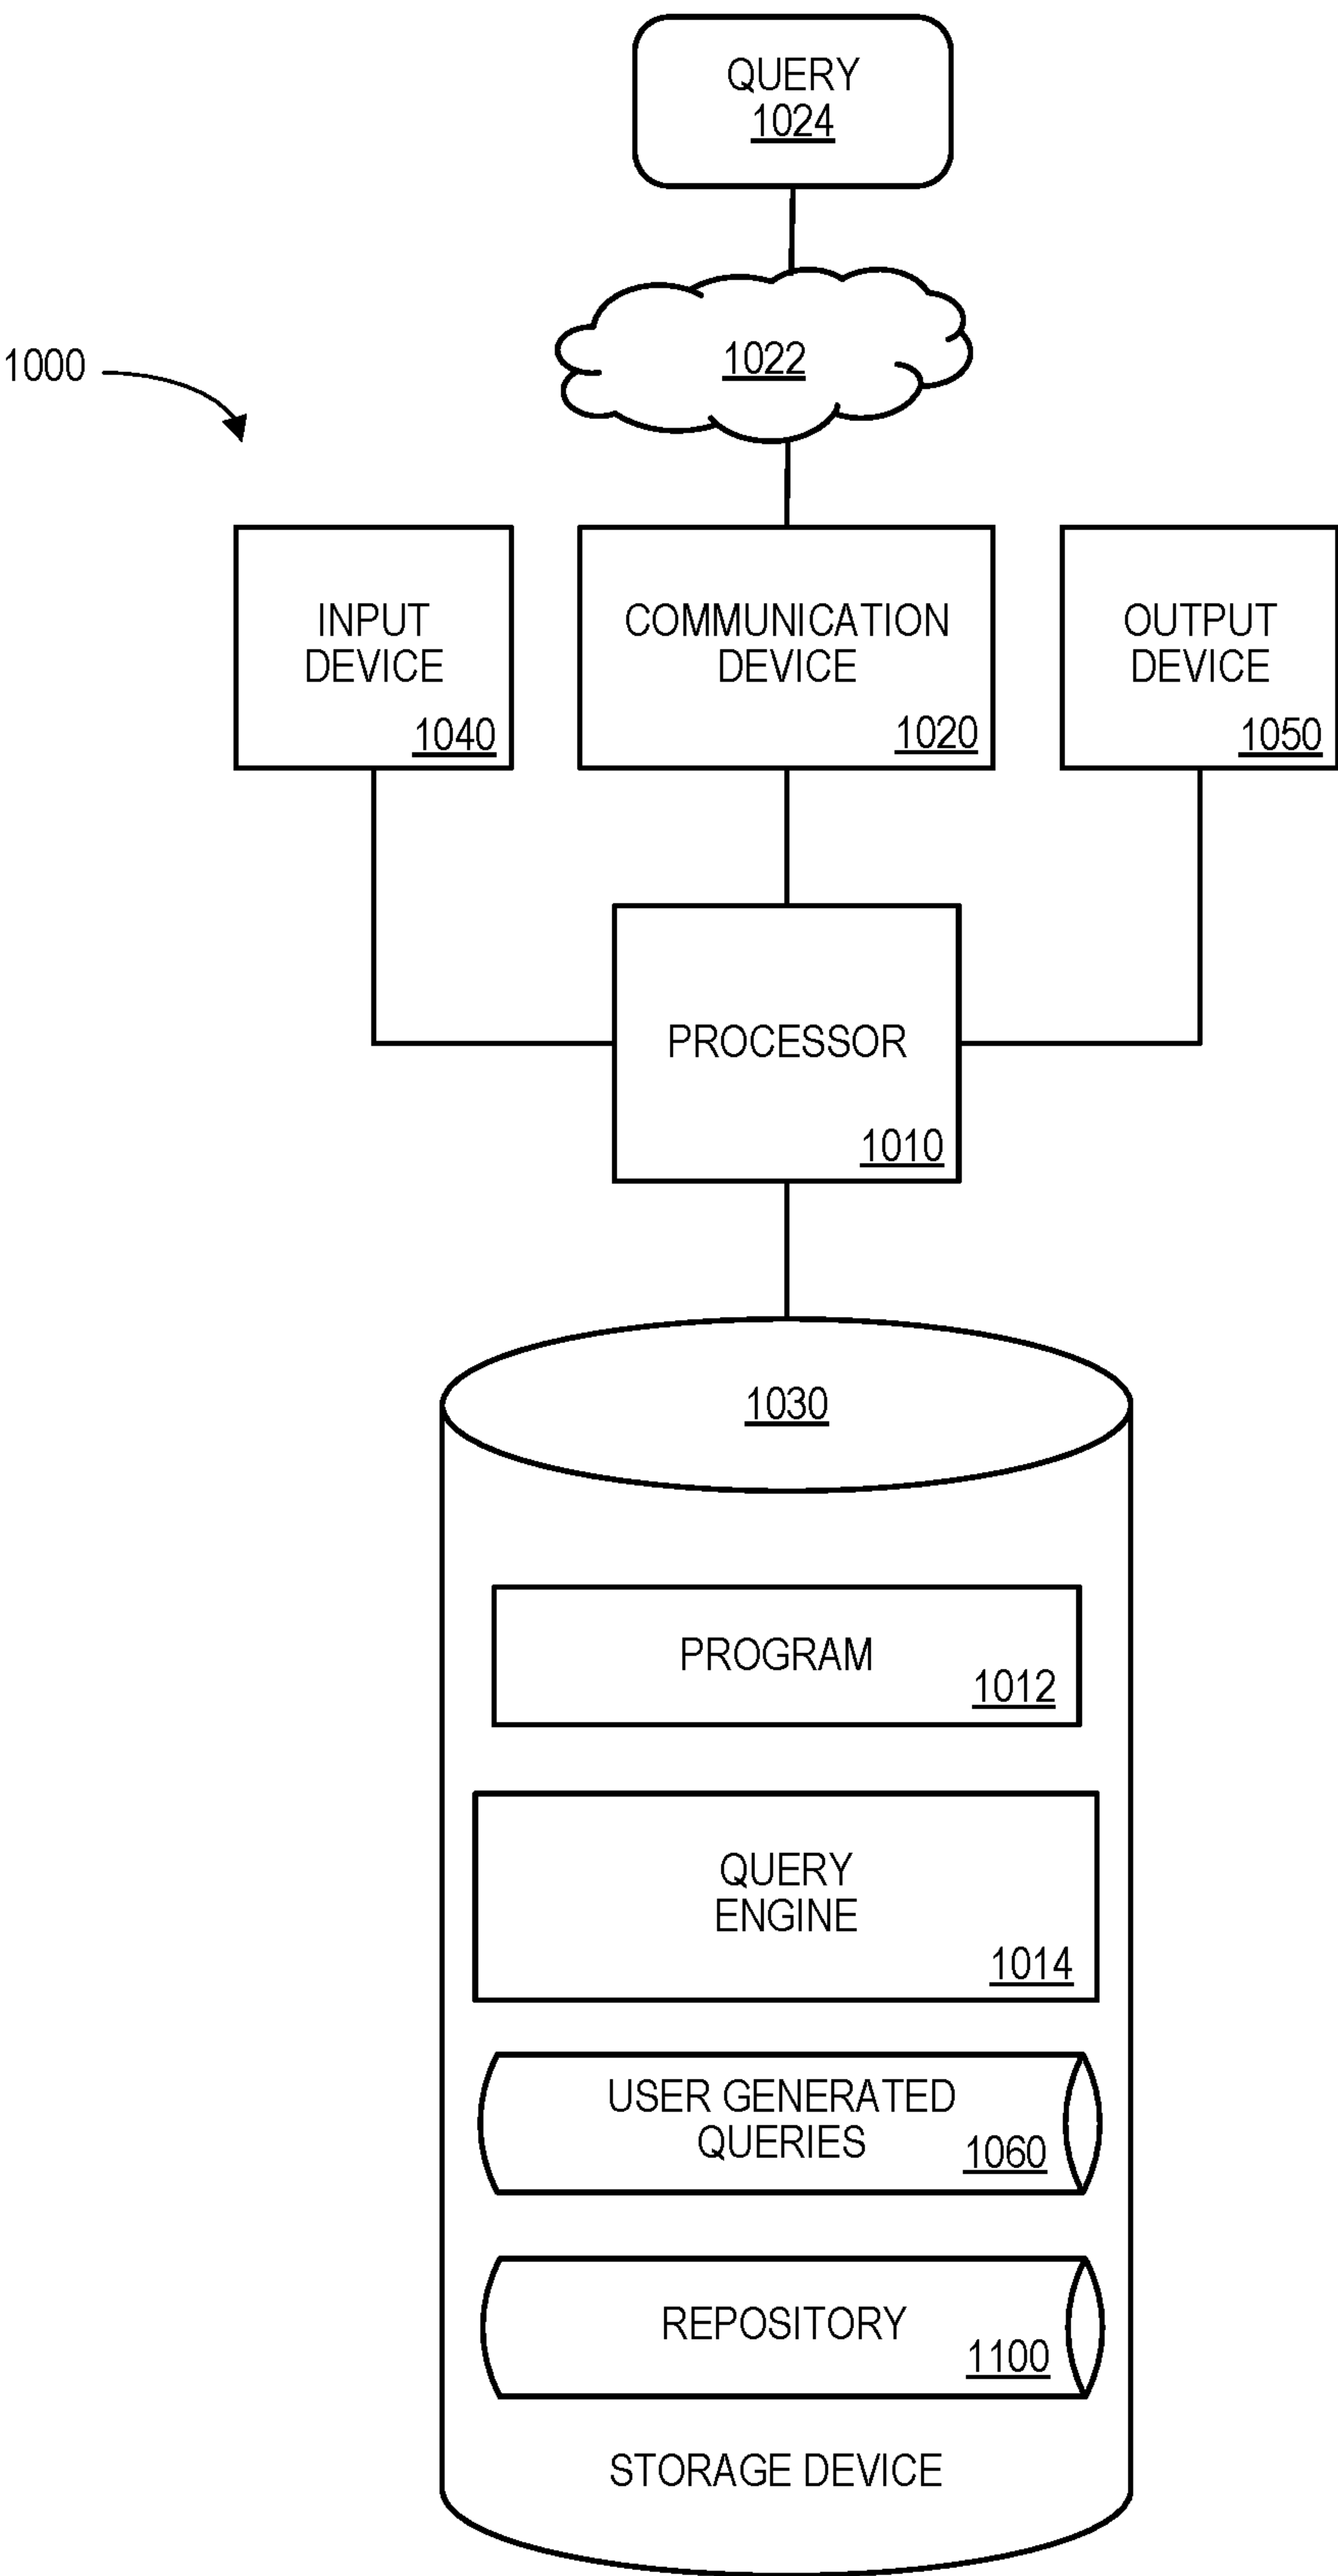 QUERY
1024
1022
1000
INPUT
DEVICE
1040
COMMUNICATION
DEVICE
1020
OUTPUT
DEVICE
1050
PROCESSOR
1010
1030
PROGRAM
1012
QUERY
ENGINE
1014
USER GENERATED
QUERIES
1060
REPOSITORY
1100
STORAGE DEVICE